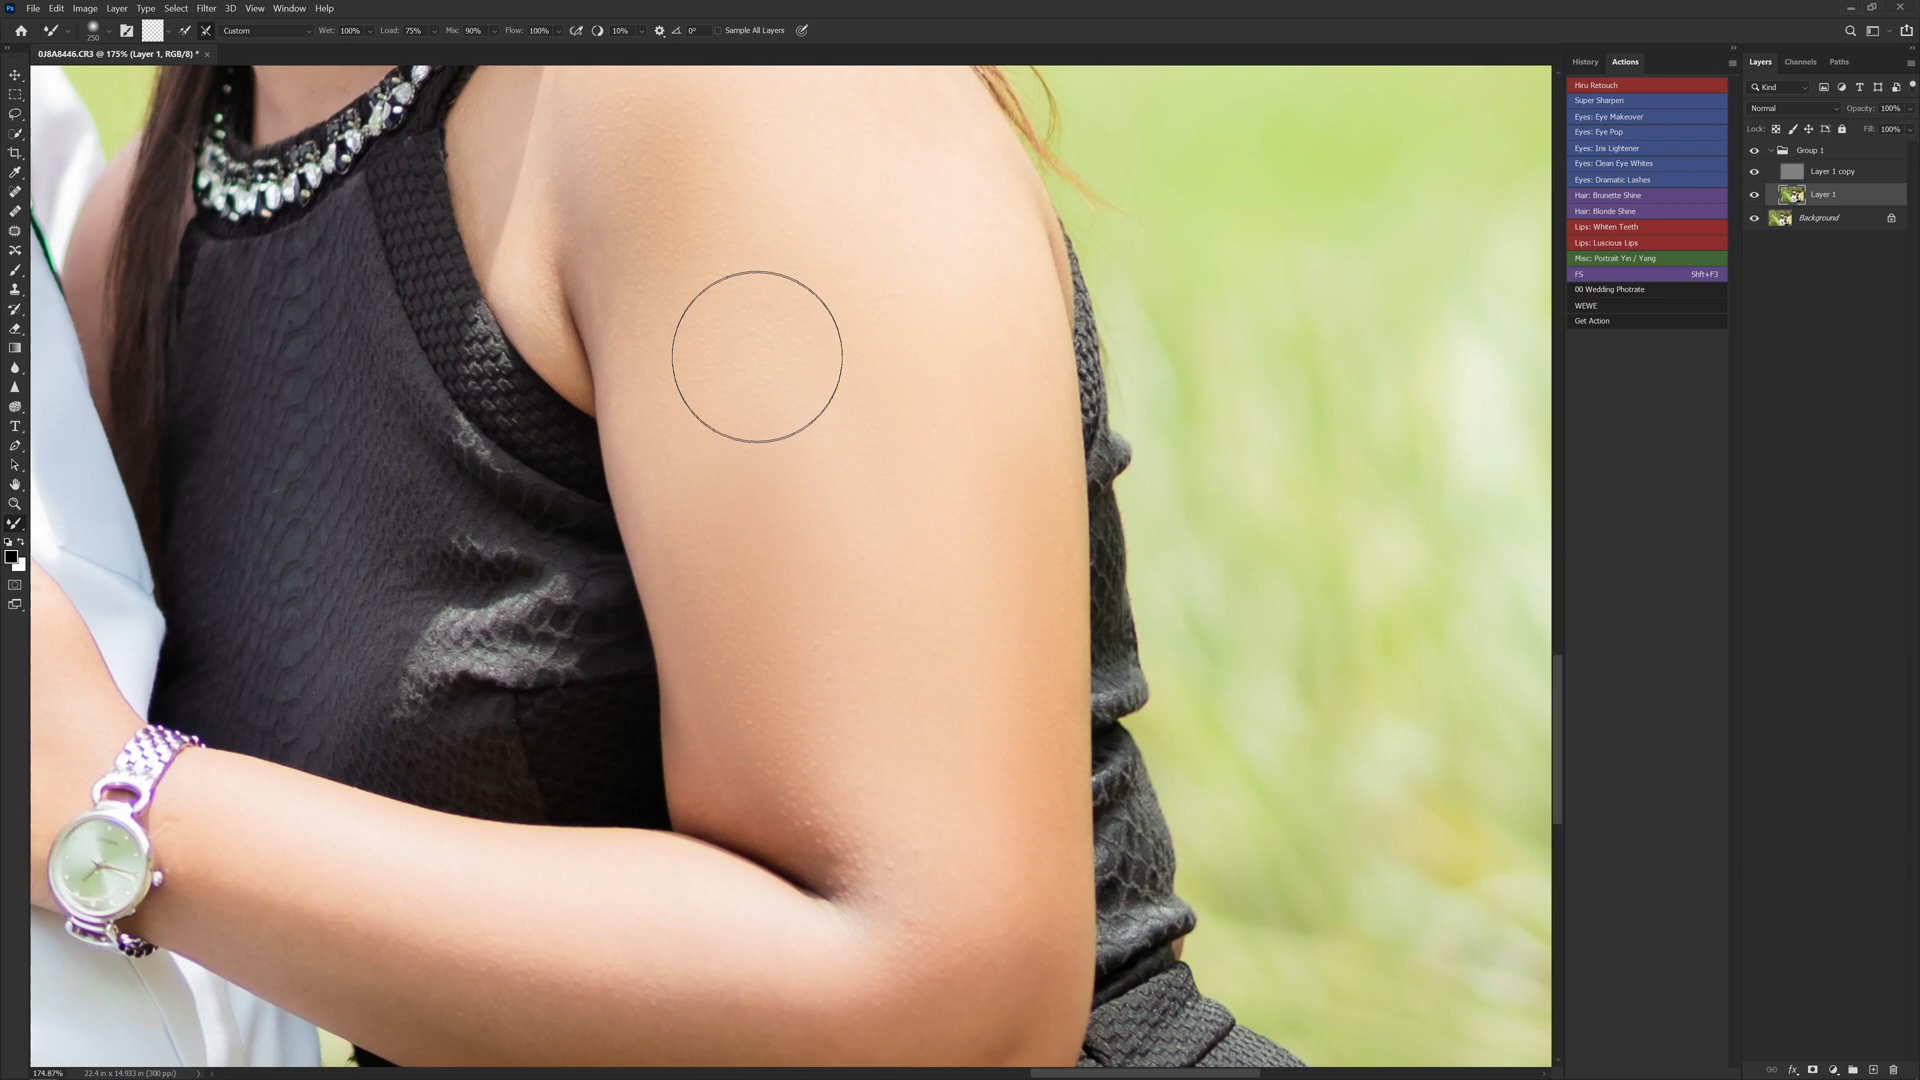 Ps File Edit Image Layer Type Select Filter 3D View Window Help
250 Custom Wet: 100% Load: 75% Mix: 90% Flow: 100% 10% 0° Sample All Layers
0J8A8446.CR3 @ 175% (Layer 1, RGB/8) *
History Actions
Hiru Retouch
Super Sharpen
Eyes: Eye Makeover
Eyes: Eye Pop
Eyes: Iris Lightener
Eyes: Clean Eye Whites
Eyes: Dramatic Lashes
Hair: Brunette Shine
Hair: Blonde Shine
Lips: Whiten Teeth
Lips: Luscious Lips
Misc: Portrait Yin / Yang
FS Shft+F3
00 Wedding Photrate
WEWE
Get Action
Layers Channels Paths
Kind
Normal Opacity: 100%
Lock: Fill: 100%
Group 1
Layer 1 copy
Layer 1
Background
174.87% 22.4 in x 14.933 in (300 ppi)